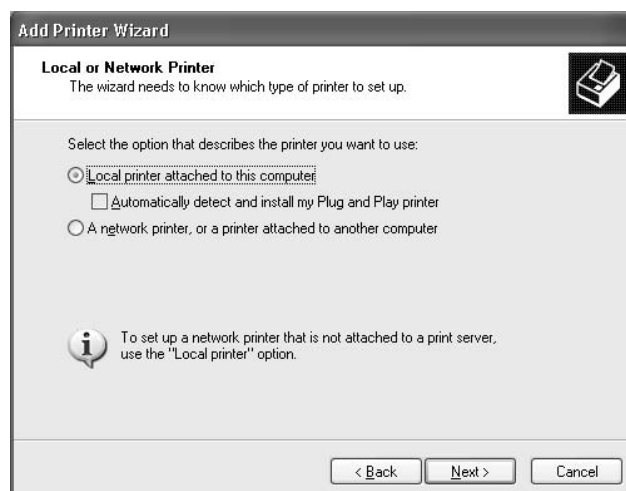 Add Printer Wizard
Local or Network Printer
The wizard needs to know which type of printer to set up.
Select the option that describes the printer you want to use:
Local printer attached to this computer
Automatically detect and install my Plug and Play printer
A network printer, or a printer attached to another computer
To set up a network printer that is not attached to a print server,
use the "Local printer" option.
< Back Next > Cancel